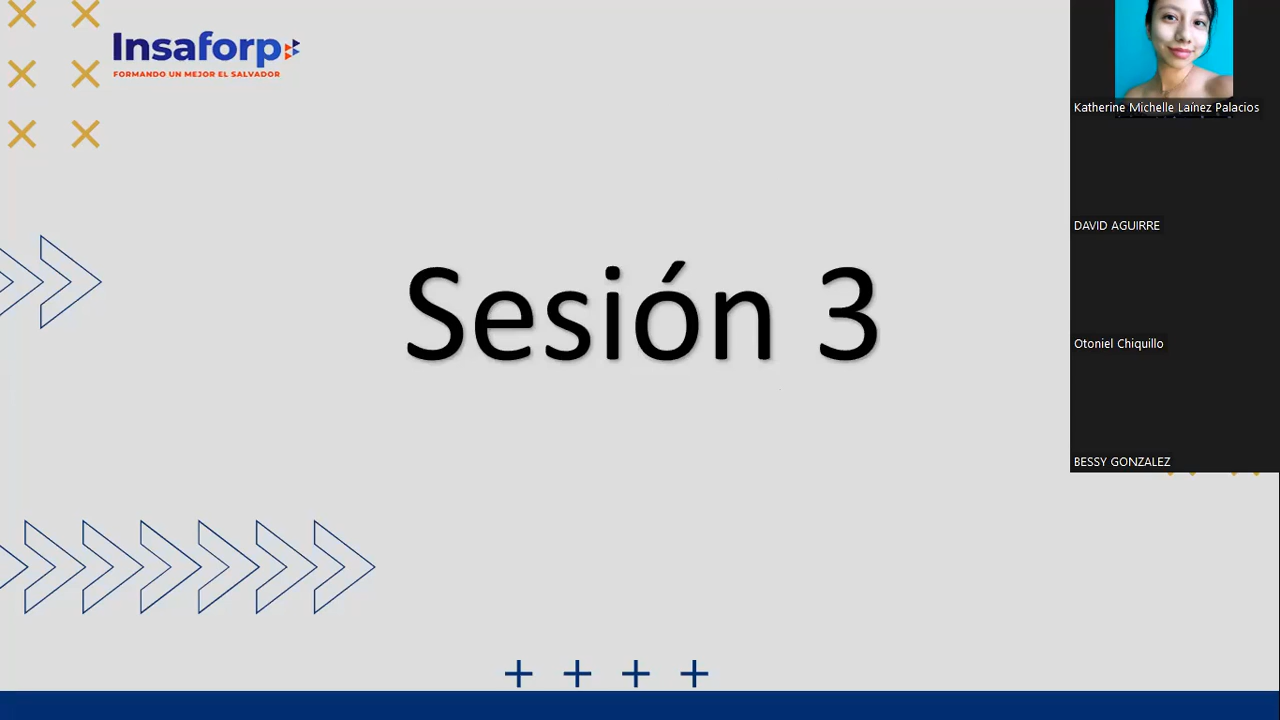 Insaforp
FORMANDO UN MEJOR EL SALVADOR
Sesión 3
Katherine Michelle Laínez Palacios
DAVID AGUIRRE
Otoniel Chiquillo
BESSY GONZALEZ